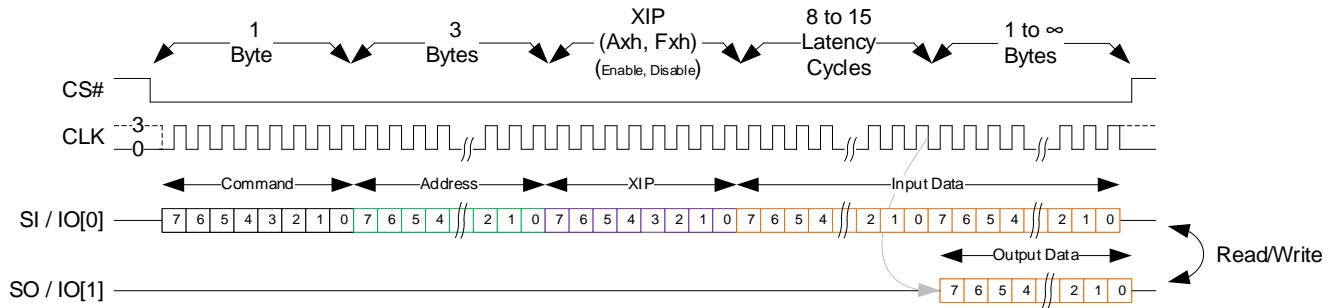 1 Byte
3 Bytes
XIP
(Axh, Fxh)
(Enable, Disable)
8 to 15
Latency
Cycles
1 to ∞
Bytes
CS#
CLK
3
0
Command
Address
XIP
Input Data
SI / IO[0]
7 6 5 4 3 2 1 0 7 6 5 4 2 1 0 7 6 5 4 3 2 1 0 7 6 5 4 2 1 0 7 6 5 4 2 1 0
Output Data
Read/Write
SO / IO[1]
7 6 5 4 2 1 0